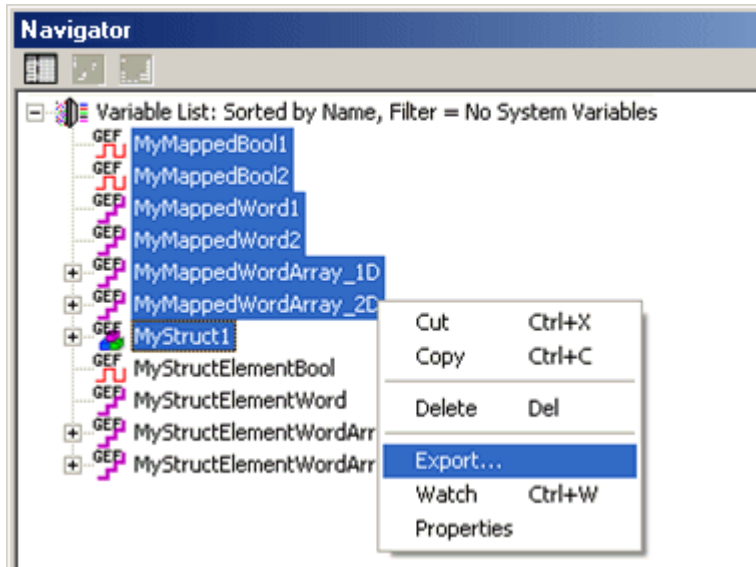 Navigator
Variable List: Sorted by Name, Filter = No System Variables
GEF MyMappedBool1
GEF MyMappedBool2
GEF MyMappedWord1
GEF MyMappedWord2
GEF MyMappedWordArray_1D
GEF MyMappedWordArray_2D
GEF MyStruct1
GEF MyStructElementBool
GEF MyStructElementWord
GEF MyStructElementWordArr
GEF MyStructElementWordArr
Cut Ctrl+X
Copy Ctrl+C
Delete Del
Export...
Watch Ctrl+W
Properties